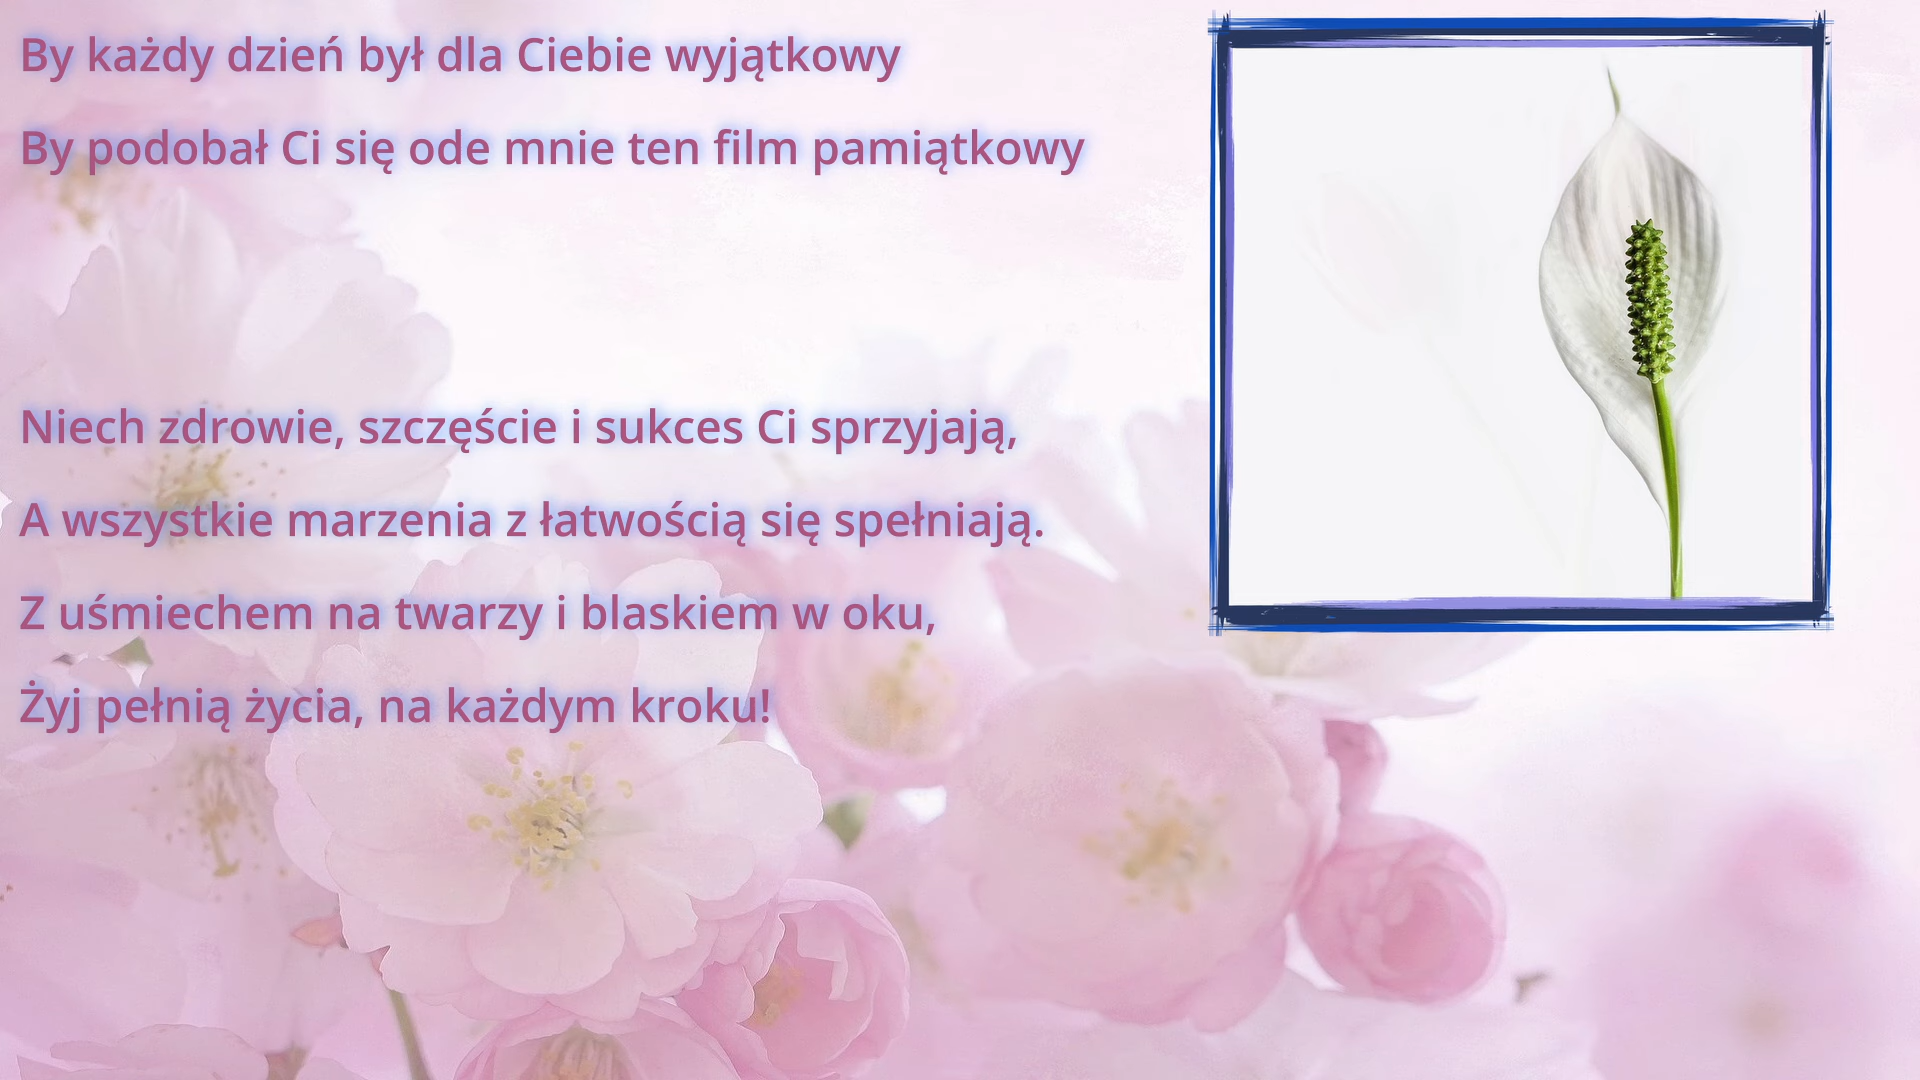 By każdy dzień był dla Ciebie wyjątkowy
By podobał Ci się ode mnie ten film pamiątkowy
Niech zdrowie, szczęście i sukces Ci sprzyjają,
A wszystkie marzenia z łatwością się spełniają.
Z uśmiechem na twarzy i blaskiem w oku,
Żyj pełnią życia, na każdym kroku!